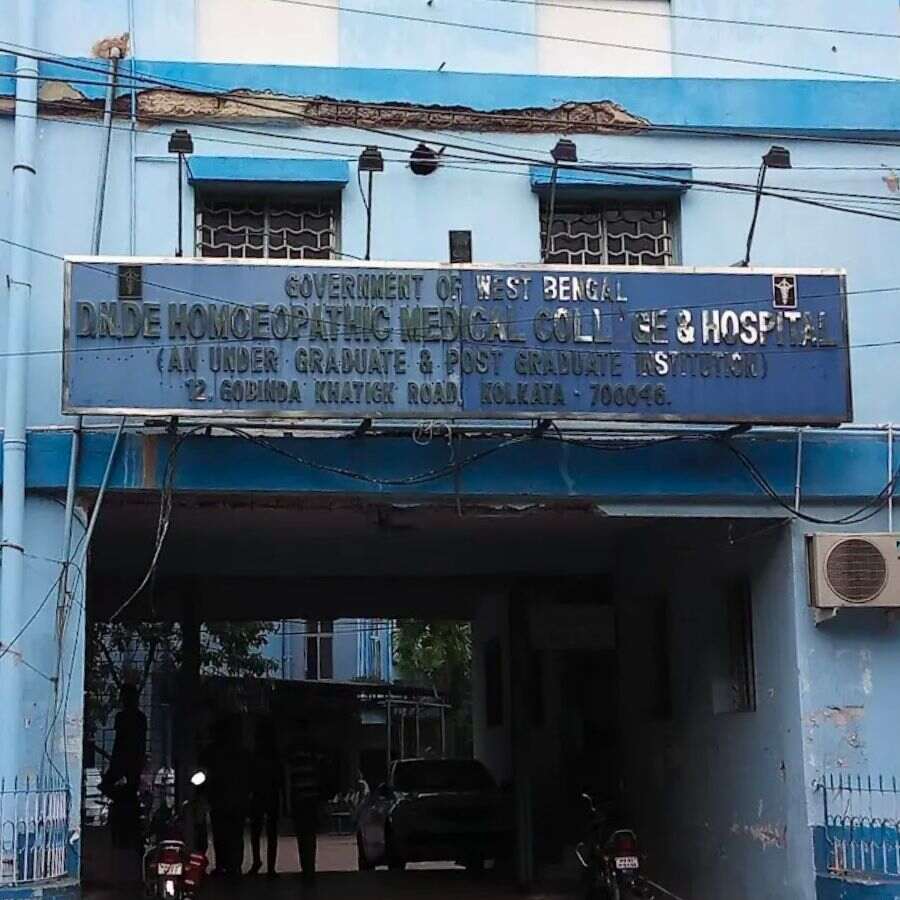 GOVERNMENT OF WEST BENGAL
D.N.DE HOMOEOPATHIC MEDICAL COLL GE & HOSPITAL
(AN UNDER GRADUATE & POST GRADUATE INSTITUTION)
12, GOBINDA KHATICK ROAD, KOLKATA - 700046.